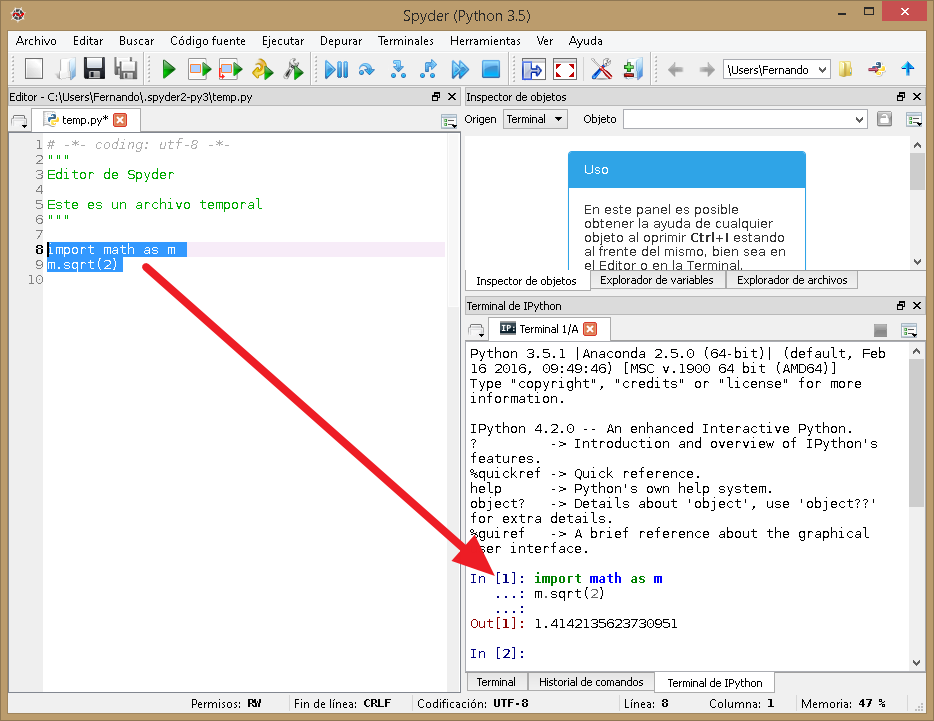 Spyder (Python 3.5)
Archivo Editar Buscar Código fuente Ejecutar Depurar Terminales Herramientas Ver Ayuda
\Users\Fernando
Editor - C:\Users\Fernando\.spyder2-py3\temp.py
temp.py*
1 # -*- coding: utf-8 -*-
2 """
3 Editor de Spyder
4
5 Este es un archivo temporal
6 """
7
8 import math as m
9 m.sqrt(2)
10
Inspector de objetos
Origen Terminal Objeto
Uso
En este panel es posible
obtener la ayuda de cualquier
objeto al oprimir Ctrl+I estando
al frente del mismo, bien sea en
el Editor o en la Terminal.
Inspector de objetos Explorador de variables Explorador de archivos
Terminal de IPython
IP: Terminal 1/A
Python 3.5.1 |Anaconda 2.5.0 (64-bit)| (default, Feb
16 2016, 09:49:46) [MSC v.1900 64 bit (AMD64)]
Type "copyright", "credits" or "license" for more
information.
IPython 4.2.0 -- An enhanced Interactive Python.
? -> Introduction and overview of IPython's
features.
%quickref -> Quick reference.
help -> Python's own help system.
object? -> Details about 'object', use 'object??'
for extra details.
%guiref -> A brief reference about the graphical
user interface.
In [1]: import math as m
...: m.sqrt(2)
...:
Out[1]: 1.4142135623730951
In [2]:
Terminal Historial de comandos Terminal de IPython
Permisos: RW Fin de línea: CRLF Codificación: UTF-8 Línea: 8 Columna: 1 Memoria: 47 %